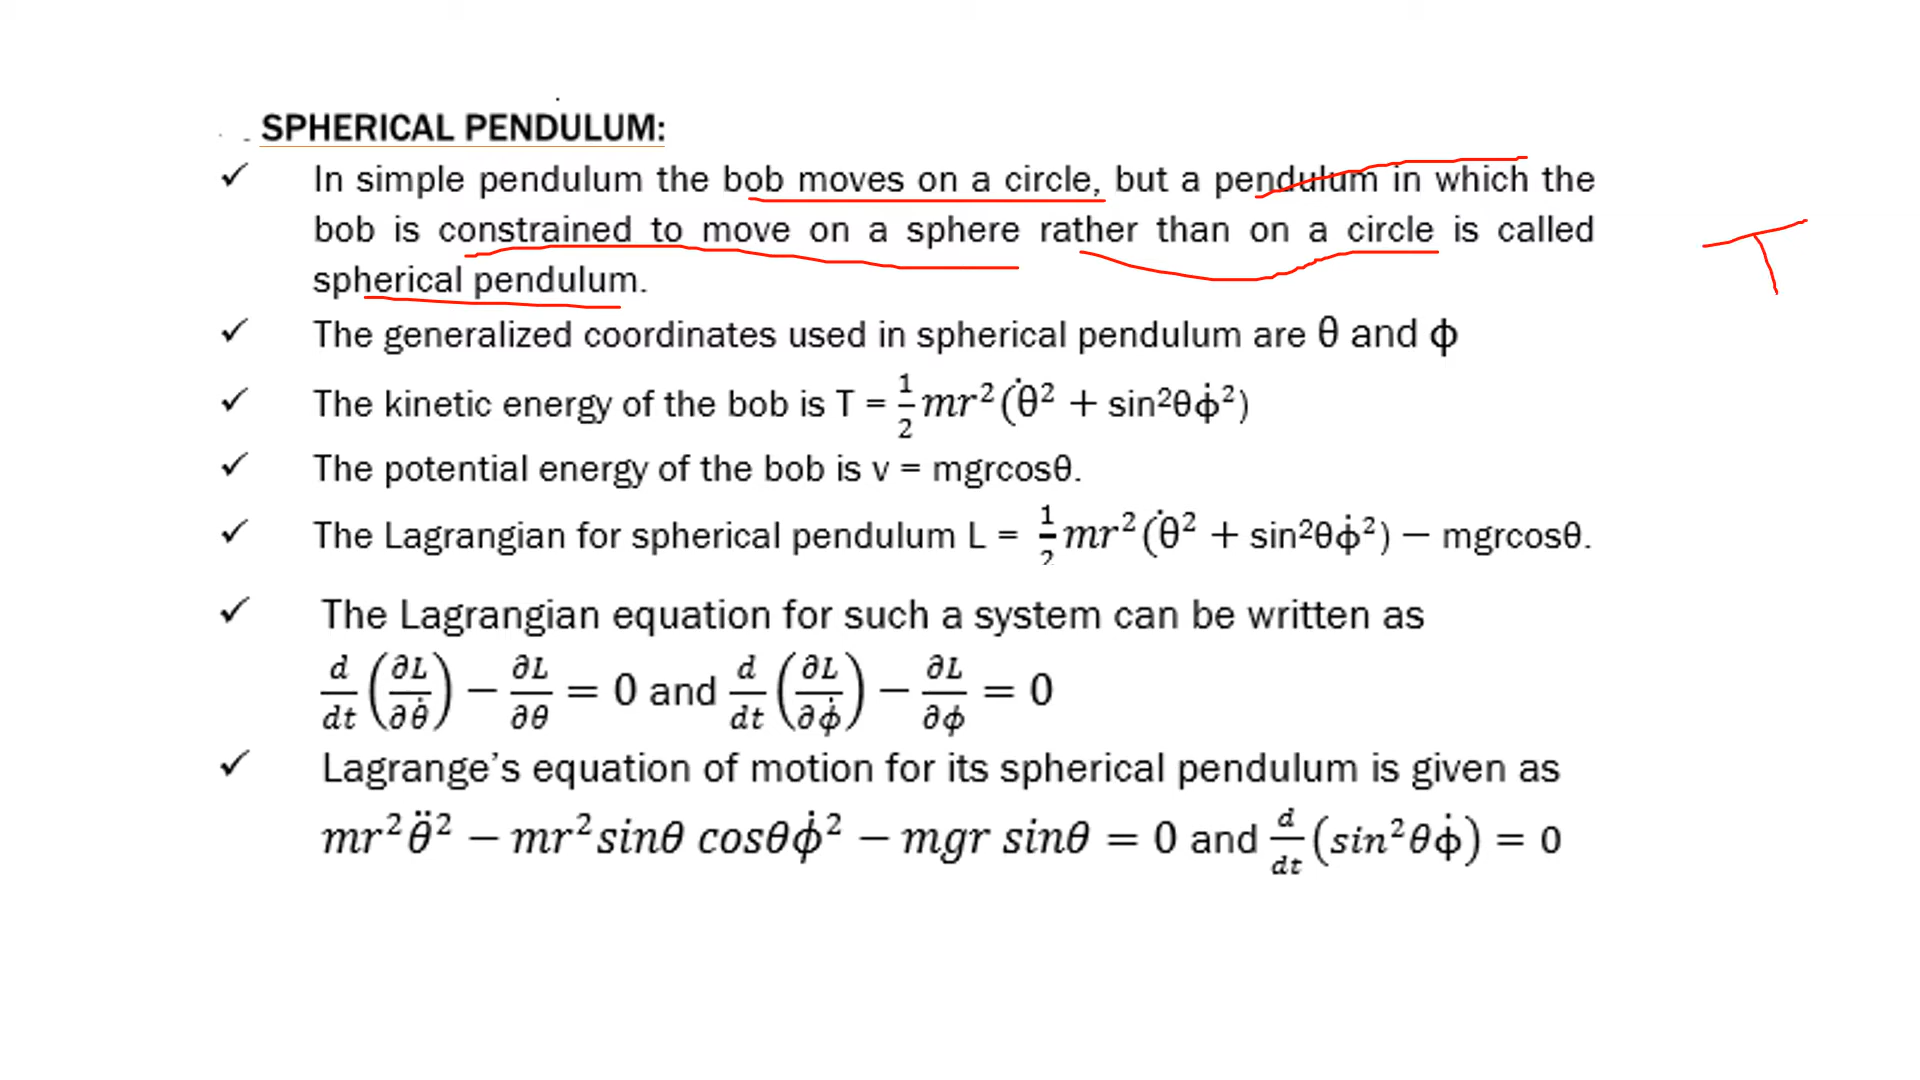 SPHERICAL PENDULUM:
✓ In simple pendulum the bob moves on a circle, but a pendulum in which the
bob is constrained to move on a sphere rather than on a circle is called
spherical pendulum.
✓ The generalized coordinates used in spherical pendulum are θ and ϕ
✓ The kinetic energy of the bob is T = 1/2 mr²(θ̇² + sin²θϕ̇²)
✓ The potential energy of the bob is v = mgrcosθ.
✓ The Lagrangian for spherical pendulum L = 1/2 mr²(θ̇² + sin²θϕ̇²) − mgrcosθ.
✓ The Lagrangian equation for such a system can be written as
d/dt (∂L/∂θ̇) − ∂L/∂θ = 0 and d/dt (∂L/∂ϕ̇) − ∂L/∂ϕ = 0
✓ Lagrange’s equation of motion for its spherical pendulum is given as
mr²θ̈² − mr²sinθ cosθϕ̇² − mgr sinθ = 0 and d/dt (sin²θϕ̇) = 0